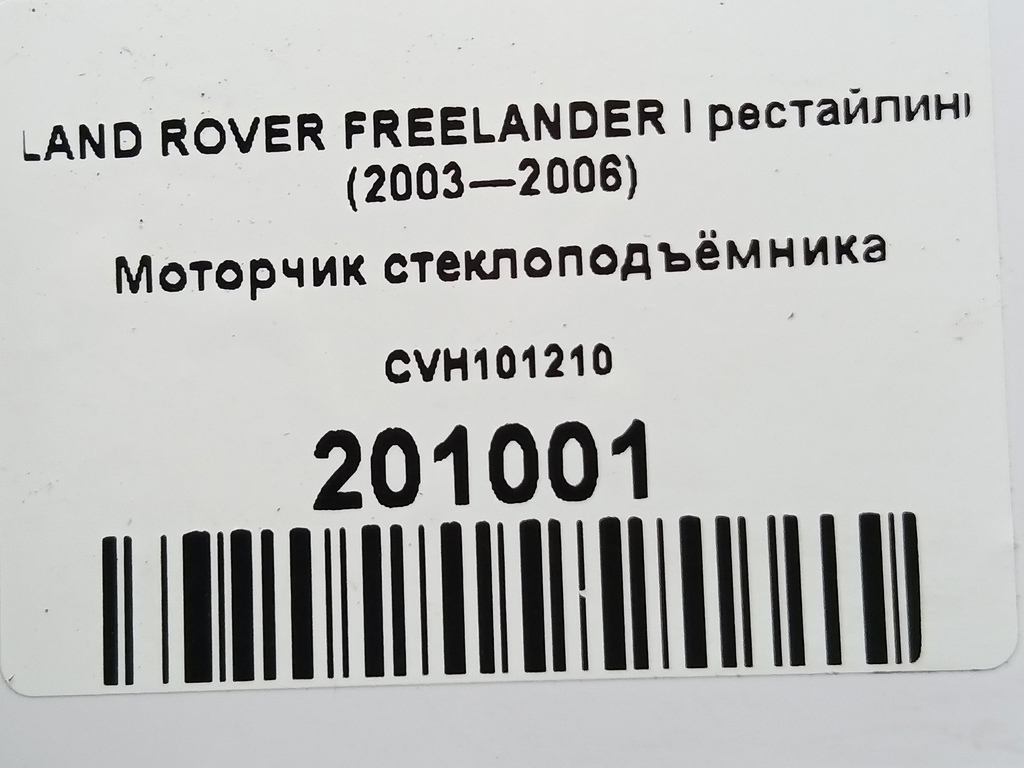 LAND ROVER FREELANDER I рестайлинг
(2003—2006)
Моторчик стеклоподъёмника
CVH101210
201001